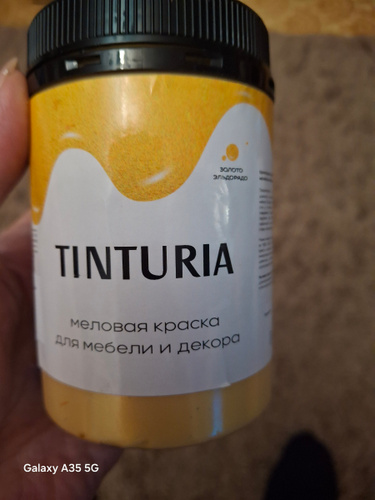 ЗОЛОТО
ЭЛЬДОРАДО
TINTURIA
меловая краска
для мебели и декора
Galaxy A35 5G